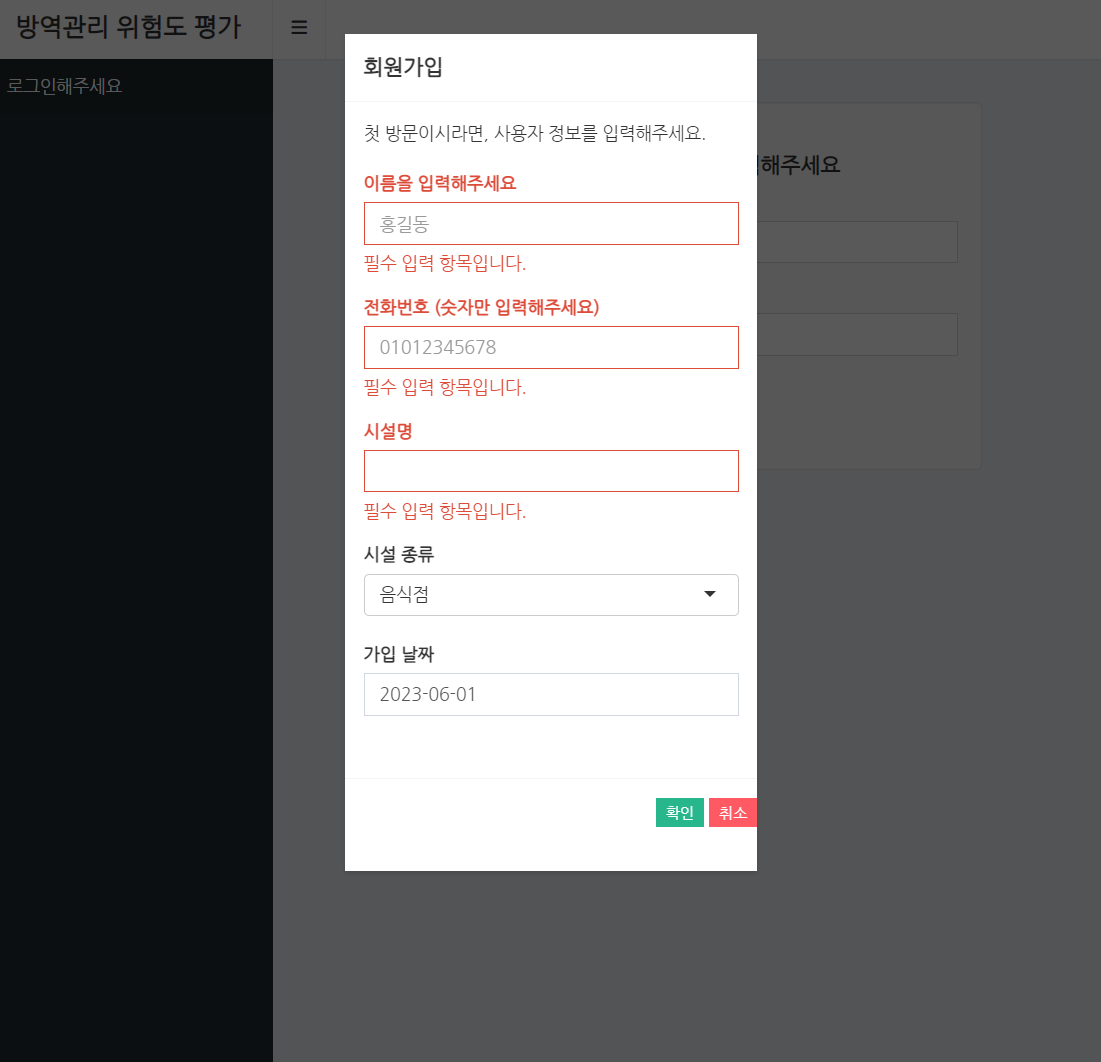 방역관리 위험도 평가
로그인해주세요
회원가입
첫 방문이시라면, 사용자 정보를 입력해주세요.
해주세요
이름을 입력해주세요
홍길동
필수 입력 항목입니다.
전화번호 (숫자만 입력해주세요)
01012345678
필수 입력 항목입니다.
시설명
필수 입력 항목입니다.
시설 종류
음식점
가입 날짜
2023-06-01
확인 취소